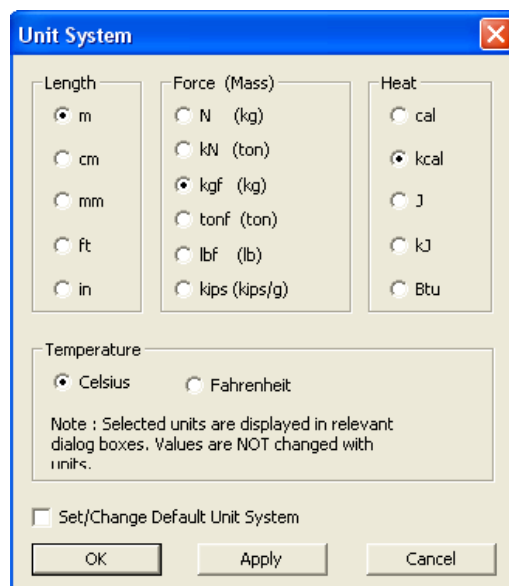 Unit System
Length
m
cm
mm
ft
in
Force (Mass)
N (kg)
kN (ton)
kgf (kg)
tonf (ton)
lbf (lb)
kips (kips/g)
Heat
cal
kcal
J
kJ
Btu
Temperature
Celsius Fahrenheit
Note : Selected units are displayed in relevant
dialog boxes. Values are NOT changed with
units.
Set/Change Default Unit System
OK Apply Cancel